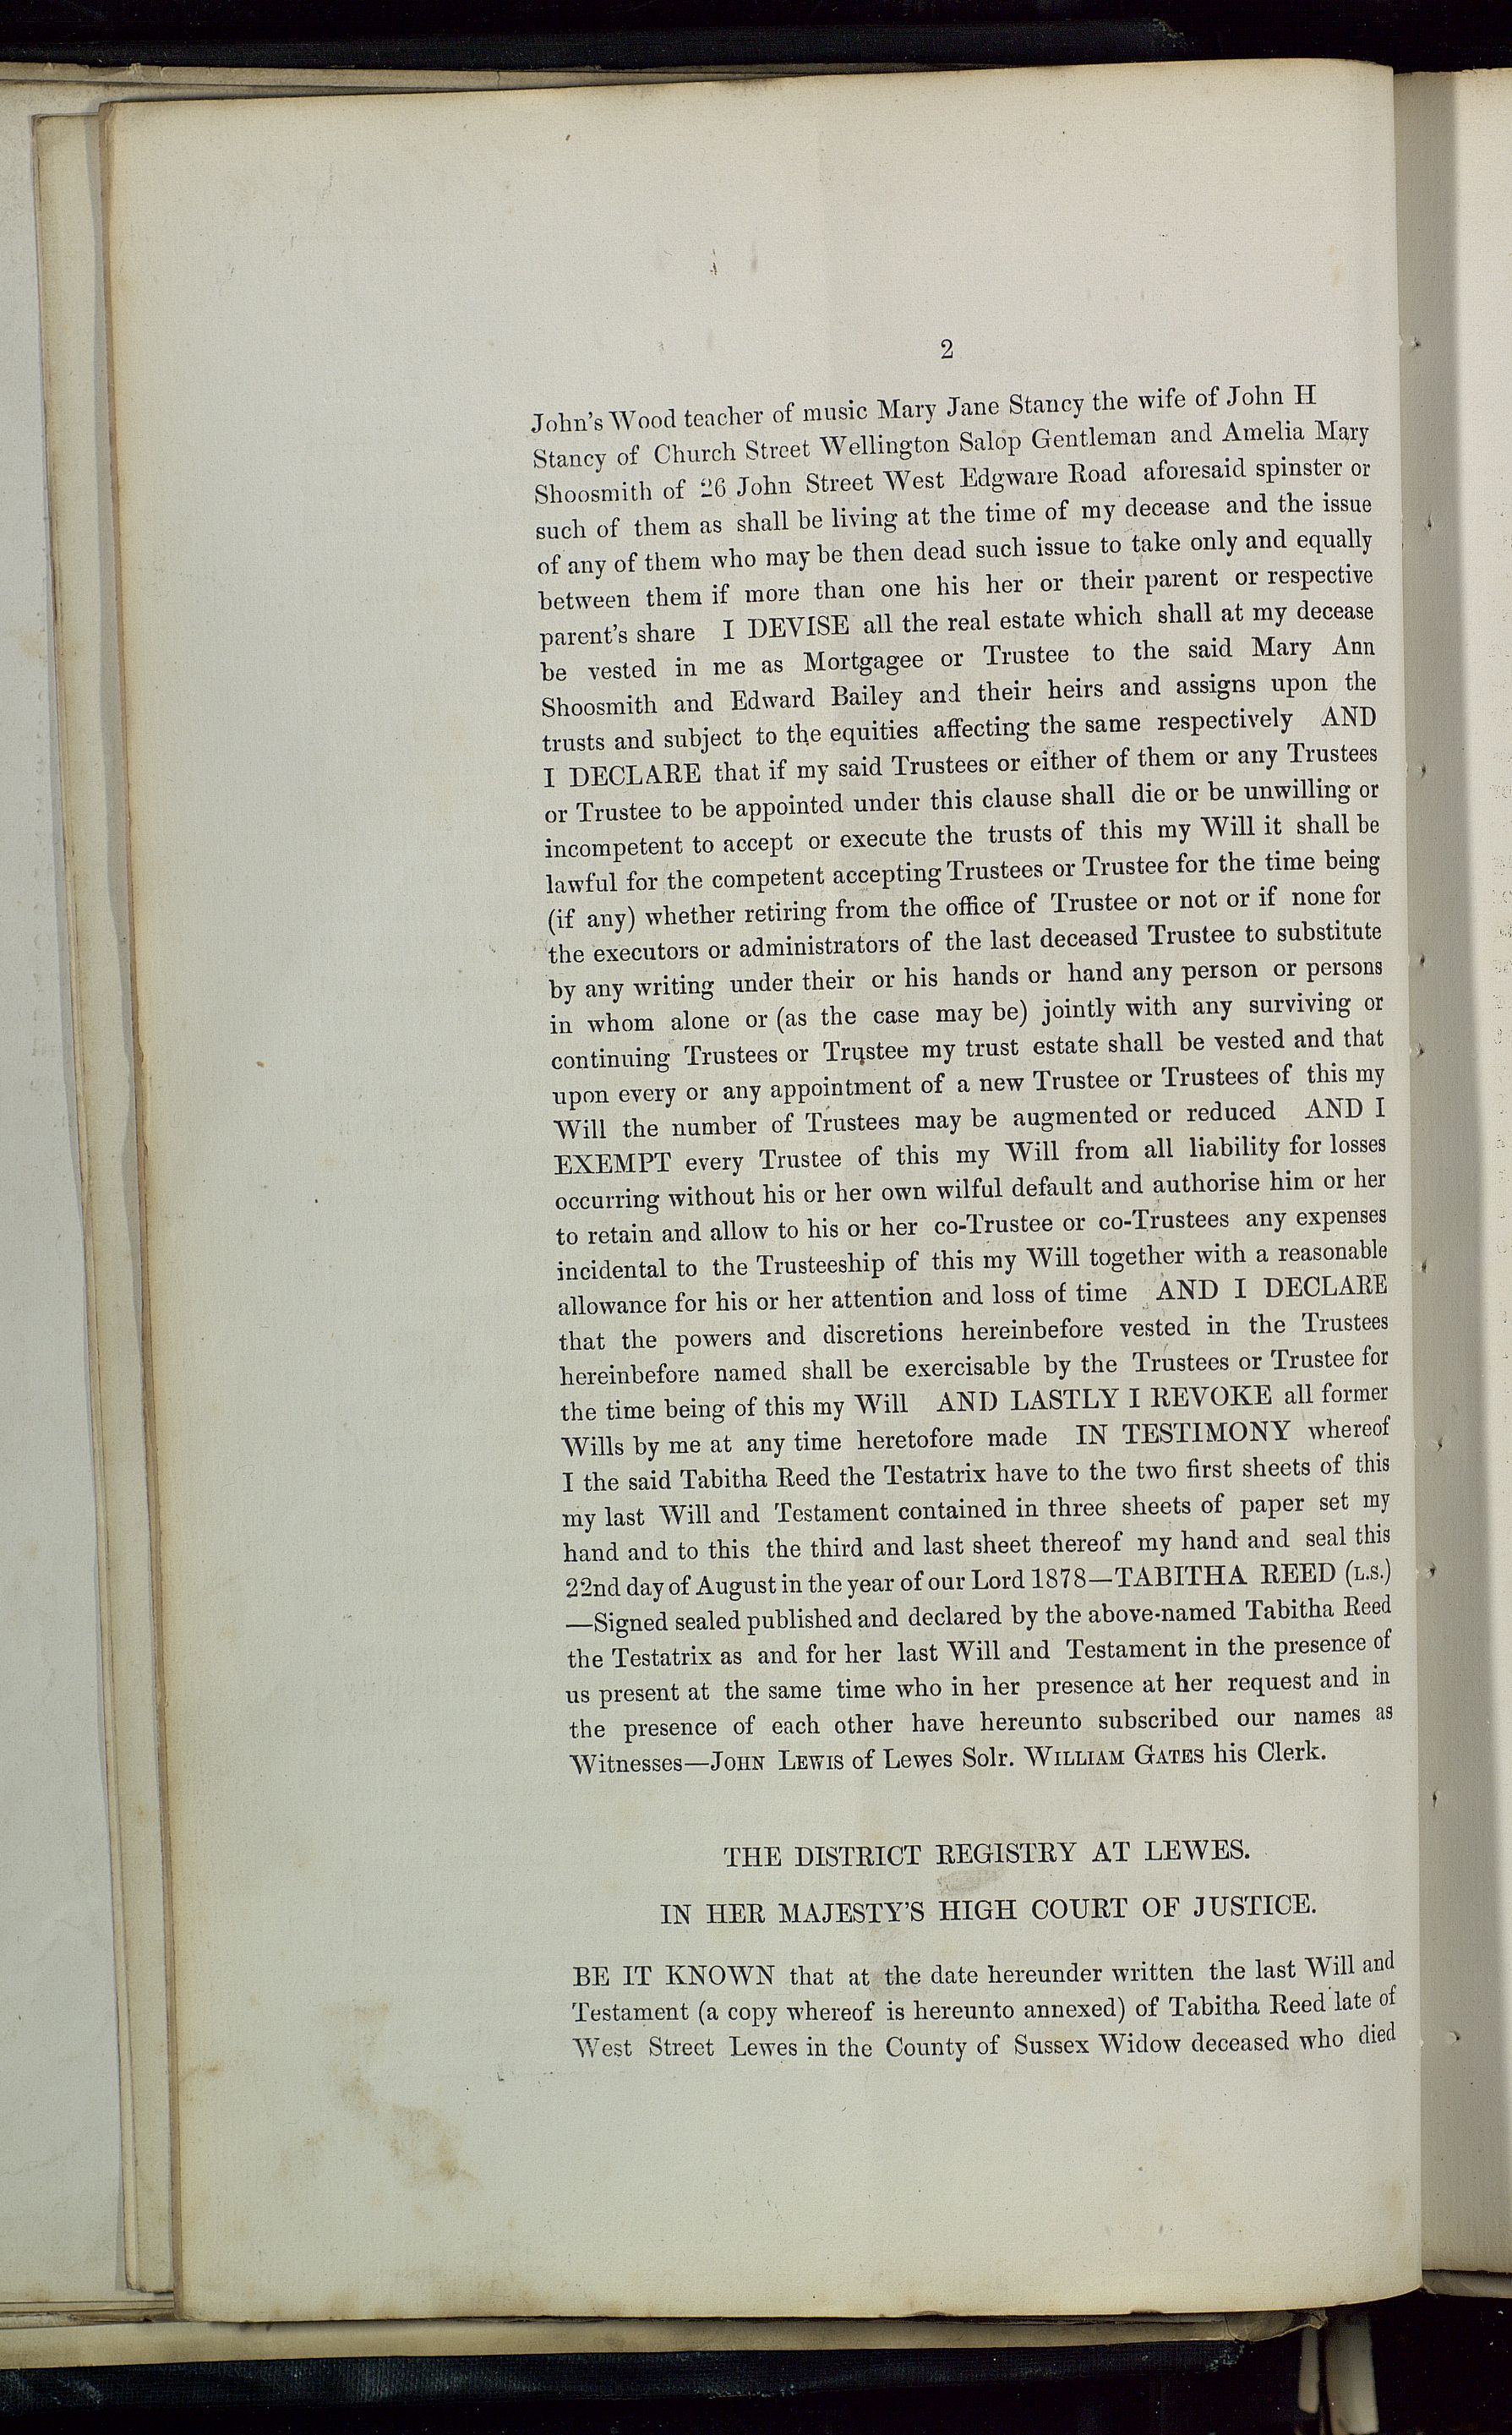 2
John's Wood teacher of music Mary Jane Stancy the wife of John H
Stancy of Church Street Wellington Salop Gentleman and Amelia Mary
Shoosmith of 26 John Street West Edgware Road aforesaid spinster or
such of them as shall be living at the time of my decease and the issue
of any of them who may be then dead such issue to take only and equally
between them if more than one his her or their parent or respective
parent's share I DEVISE all the real estate which shall at my decease
be vested in me as Mortgagee or Trustee to the said Mary Ann
Shoosmith and Edward Bailey and their heirs and assigns upon the
trusts and subject to the equities affecting the same respectively AND
I DECLARE that if my said Trustees or either of them or any Trustees
or Trustee to be appointed under this clause shall die or be unwilling or
incompetent to accept or execute the trusts of this my Will it shall be
lawful for the competent accepting Trustees or Trustee for the time being
(if any) whether retiring from the office of Trustee or not or if none for
the executors or administrators of the last deceased Trustee to substitute
by any writing under their or his hands or hand any person or persons
in whom alone or (as the case may be) jointly with any surviving or
continuing Trustees or Trustee my trust estate shall be vested and that
upon every or any appointment of a new Trustee or Trustees of this my
Will the number of Trustees may be augmented or reduced AND I
EXEMPT every Trustee of this my Will from all liability for losses
occurring without his or her own wilful default and authorise him or her
to retain and allow to his or her co-Trustee or co-Trustees any expenses
incidental to the Trusteeship of this my Will together with a reasonable
allowance for his or her attention and loss of time AND I DECLARE
that the powers and discretions hereinbefore vested in the Trustees
hereinbefore named shall be exercisable by the Trustees or Trustee for
the time being of this my Will AND LASTLY I REVOKE all former
Wills by me at any time heretofore made IN TESTIMONY whereof
I the said Tabitha Reed the Testatrix have to the two first sheets of this
my last Will and Testament contained in three sheets of paper set my
hand and to this the third and last sheet thereof my hand and seal this
22nd day of August in the year of our Lord 1878—TABITHA REED (L.S.)
—Signed sealed published and declared by the above-named Tabitha Reed
the Testatrix as and for her last Will and Testament in the presence of
us present at the same time who in her presence at her request and in
the presence of each other have hereunto subscribed our names as
Witnesses—JOHN LEWIS of Lewes Solr. WILLIAM GATES his Clerk.
THE DISTRICT REGISTRY AT LEWES.
IN HER MAJESTY'S HIGH COURT OF JUSTICE.
BE IT KNOWN that at the date hereunder written the last Will and
Testament (a copy whereof is hereunto annexed) of Tabitha Reed late of
West Street Lewes in the County of Sussex Widow deceased who died